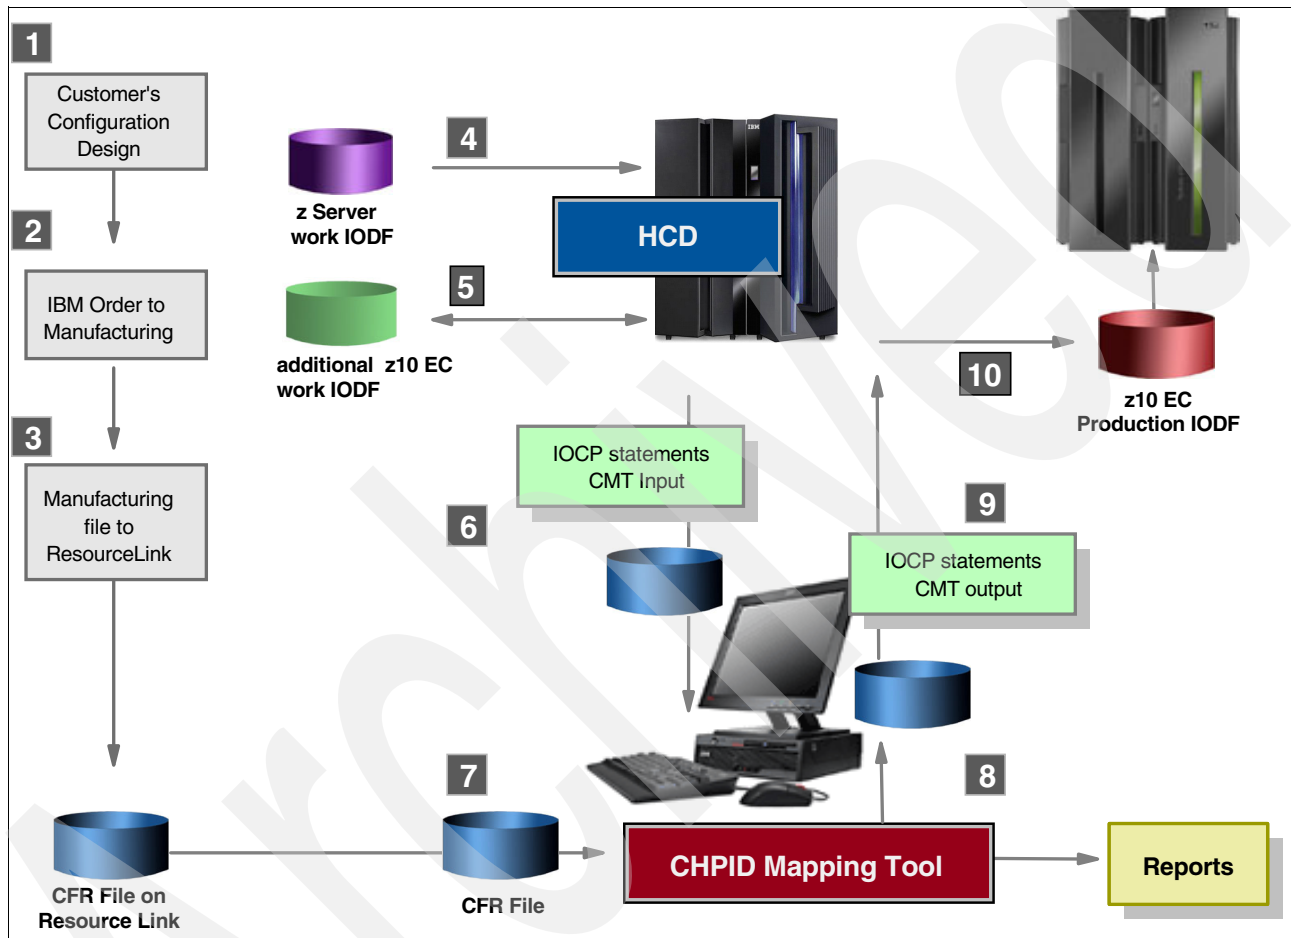 1
Customer's
Configuration
Design
2
IBM Order to
Manufacturing
3
Manufacturing
file to
ResourceLink
CFR File on
Resource Link
z Server
work IODF
4
IBM
HCD
5
additional z10 EC
work IODF
IOCP statements
CMT Input
6
7
CFR File
CHPID Mapping Tool
8
Reports
9
IOCP statements
CMT output
10
z10 EC
Production IODF
Archived